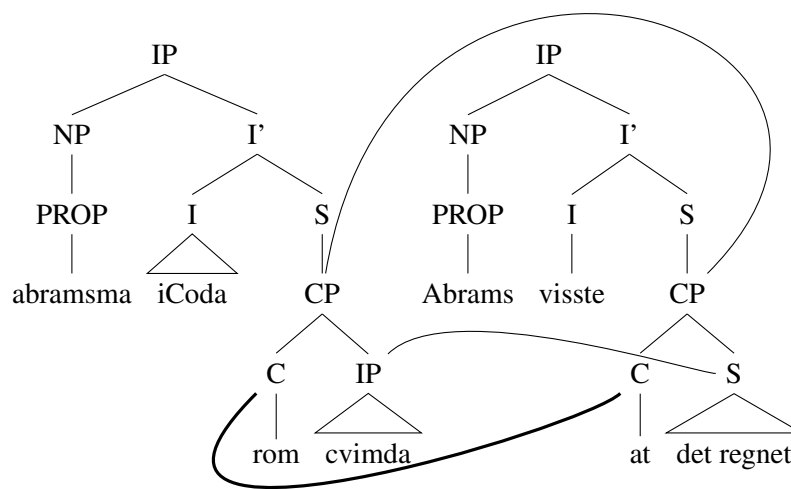 IP IP
NP I’ NP I’
PROP I S PROP I S
abramsma iCoda CP Abrams visste CP
C IP C S
rom cvimda at det regnet